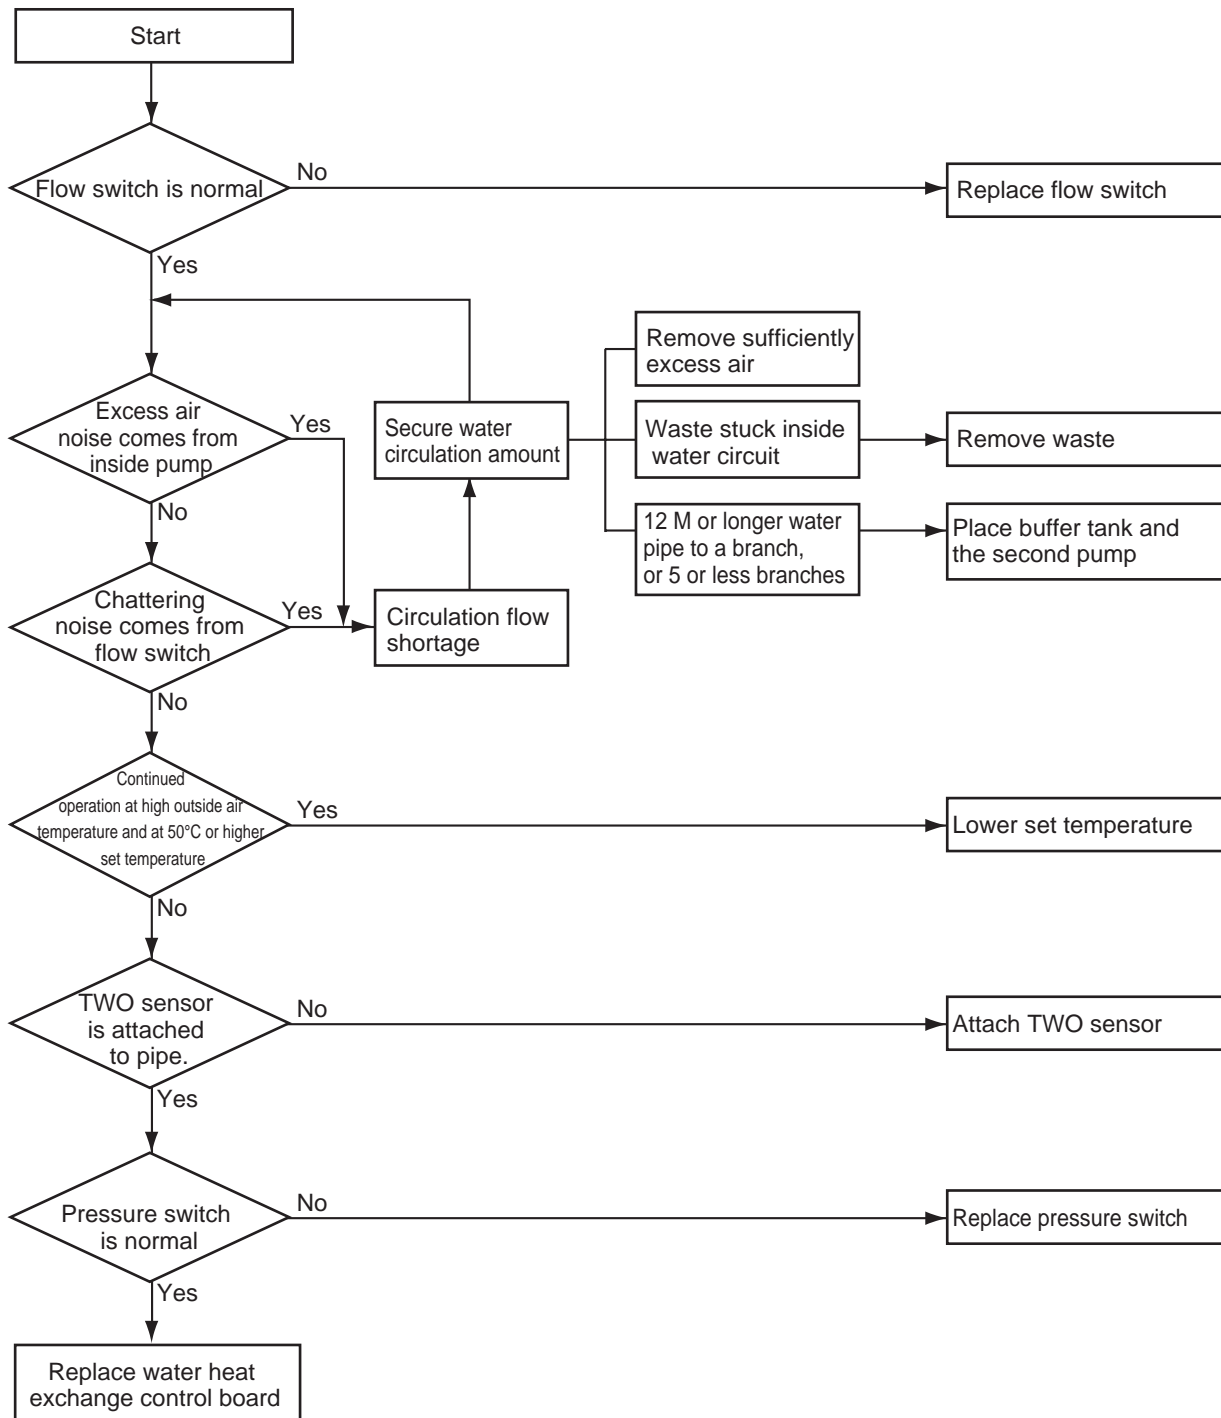 Start
Flow switch is normal
No
Replace flow switch
Yes
Excess air
noise comes from
inside pump
Yes
No
Secure water
circulation amount
Remove sufficiently
excess air
Waste stuck inside
water circuit
Remove waste
12 M or longer water
pipe to a branch,
or 5 or less branches
Place buffer tank and
the second pump
Chattering
noise comes from
flow switch
Yes
Circulation flow
shortage
No
Continued
operation at high outside air
temperature and at 50°C or higher
set temperature
Yes
Lower set temperature
No
TWO sensor
is attached
to pipe.
No
Attach TWO sensor
Yes
Pressure switch
is normal
No
Replace pressure switch
Yes
Replace water heat
exchange control board